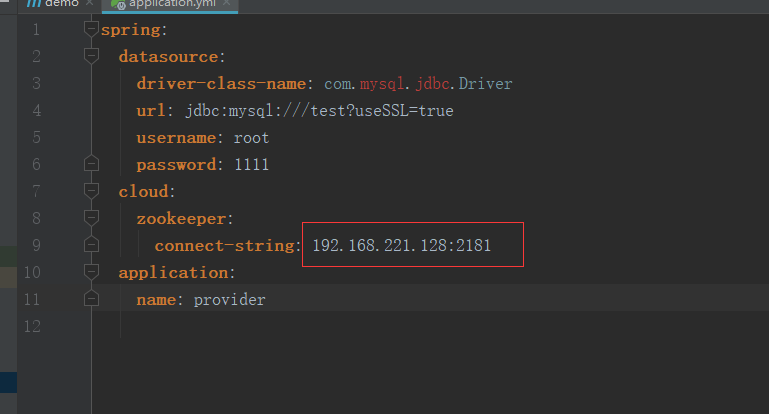 demo application.yml
1 spring:
2 datasource:
3 driver-class-name: com.mysql.jdbc.Driver
4 url: jdbc:mysql:///test?useSSL=true
5 username: root
6 password: 1111
7 cloud:
8 zookeeper:
9 connect-string: 192.168.221.128:2181
10 application:
11 name: provider
12